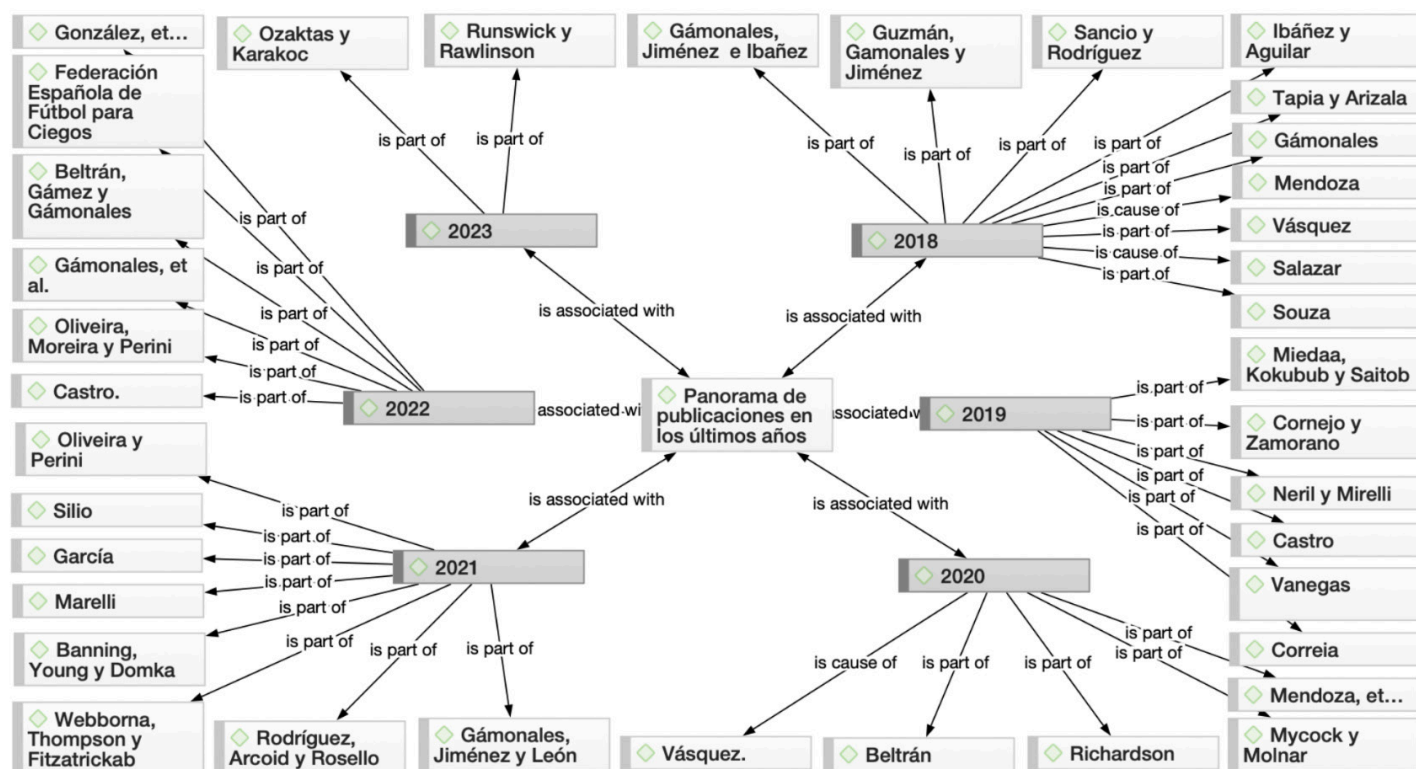 González, et…
Federación
Española de
Fútbol para
Ciegos
Beltrán,
Gámez y
Gámonales
Gámonales, et
al.
Oliveira,
Moreira y Perini
Castro.
Ozaktas y
Karakoc
Runswick y
Rawlinson
is part of
is part of
2023
is part of
is part of
is part of
is part of
is part of
is part of
2022
is associated with
associated wi
Gámonales,
Jiménez e Ibañez
Guzmán,
Gamonales y
Jiménez
Sancio y
Rodríguez
Ibáñez y
Aguilar
Tapia y Arizala
Gámonales
Mendoza
Vásquez
Salazar
Souza
is part of
is part of
is part of
is part of
is part of
is part of
is cause of
is part of
is cause of
is part of
2018
is associated with
Panorama de
publicaciones en
los últimos años
associated w
2019
is part of
is part of
is part of
is part of
is part of
is part of
Miedaa,
Kokubub y Saitob
Cornejo y
Zamorano
Neril y Mirelli
Castro
Vanegas
Correia
Oliveira y
Perini
Silio
García
Marelli
Banning,
Young y Domka
Webborna,
Thompson y
Fitzatrickab
Rodríguez,
Arcoid y Rosello
Gámonales,
Jiménez y León
is part of
is part of
is part of
is part of
is part of
is part of
is part of
is part of
2021
is associated with
is associated with
2020
is cause of
is part of
is part of
is part of
is part of
Vásquez.
Beltrán
Richardson
Mendoza, et…
Mycock y
Molnar